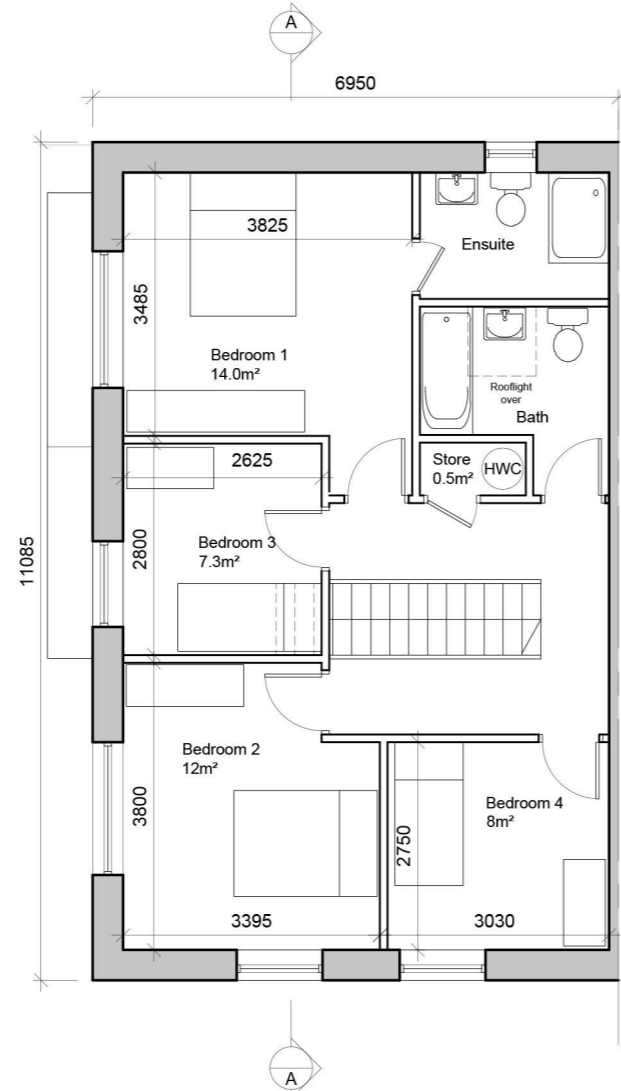 A
6950
3825
Ensuite
3485
Bedroom 1
14.0m²
Rooflight
over
Bath
2625
Store
0.5m²
HWC
11085
2800
Bedroom 3
7.3m²
Bedroom 2
12m²
3800
Bedroom 4
8m²
2750
3395
3030
A